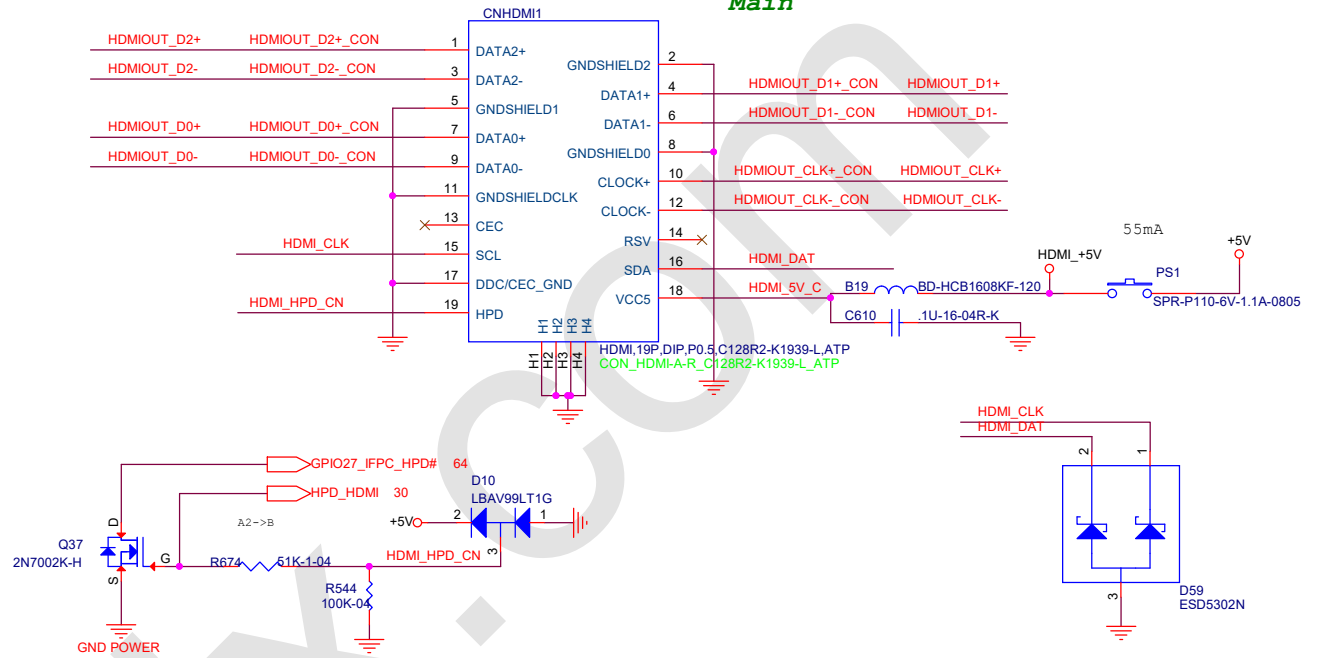 Main
CNHDMI1
HDMIOUT_D2+ HDMIOUT_D2+_CON 1 DATA2+
GNDSHIELD2 2
HDMIOUT_D2- HDMIOUT_D2-_CON 3 DATA2-
DATA1+ 4 HDMIOUT_D1+_CON HDMIOUT_D1+
5 GNDSHIELD1
DATA1- 6 HDMIOUT_D1-_CON HDMIOUT_D1-
HDMIOUT_D0+ HDMIOUT_D0+_CON 7 DATA0+
GNDSHIELD0 8
HDMIOUT_D0- HDMIOUT_D0-_CON 9 DATA0-
CLOCK+ 10 HDMIOUT_CLK+_CON HDMIOUT_CLK+
11 GNDSHIELDCLK
CLOCK- 12 HDMIOUT_CLK-_CON HDMIOUT_CLK-
13 CEC
RSV 14
HDMI_CLK 15 SCL
SDA 16 HDMI_DAT
17 DDC/CEC_GND
VCC5 18 HDMI_5V_C
HDMI_HPD_CN 19 HPD
55mA
HDMI_+5V
+5V
PS1
B19 BD-HCB1608KF-120
SPR-P110-6V-1.1A-0805
C610 .1U-16-04R-K
H1 H2 H3 H4
H1 H2 H3 H4
HDMI,19P,DIP,P0.5,C128R2-K1939-L,ATP
CON_HDMI-A-R_C128R2-K1939-L_ATP
GPIO27_IFPC_HPD# 64
HPD_HDMI 30
A2->B
D
Q37
2N7002K-H
G
S
GND POWER
R674 51K-1-04
HDMI_HPD_CN
R544
100K-04
D10
LBAV99LT1G
+5V 2 1
3
HDMI_CLK
HDMI_DAT
2 1
3
D59
ESD5302N
.com